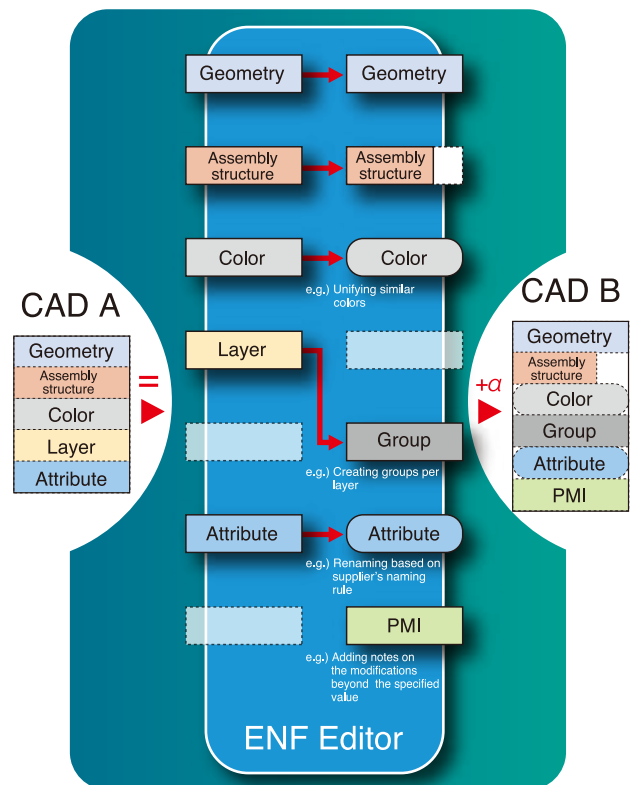 CAD A
Geometry
Assembly
structure
Color
Layer
Attribute
=
Geometry
Geometry
Assembly
structure
Assembly
structure
Color
Color
e.g.) Unifying similar
colors
Layer
Group
e.g.) Creating groups per
layer
Attribute
Attribute
e.g.) Renaming based on
supplier's naming
rule
PMI
e.g.) Adding notes on
the modifications
beyond the specified
value
ENF Editor
+α
CAD B
Geometry
Assembly
structure
Color
Group
Attribute
PMI